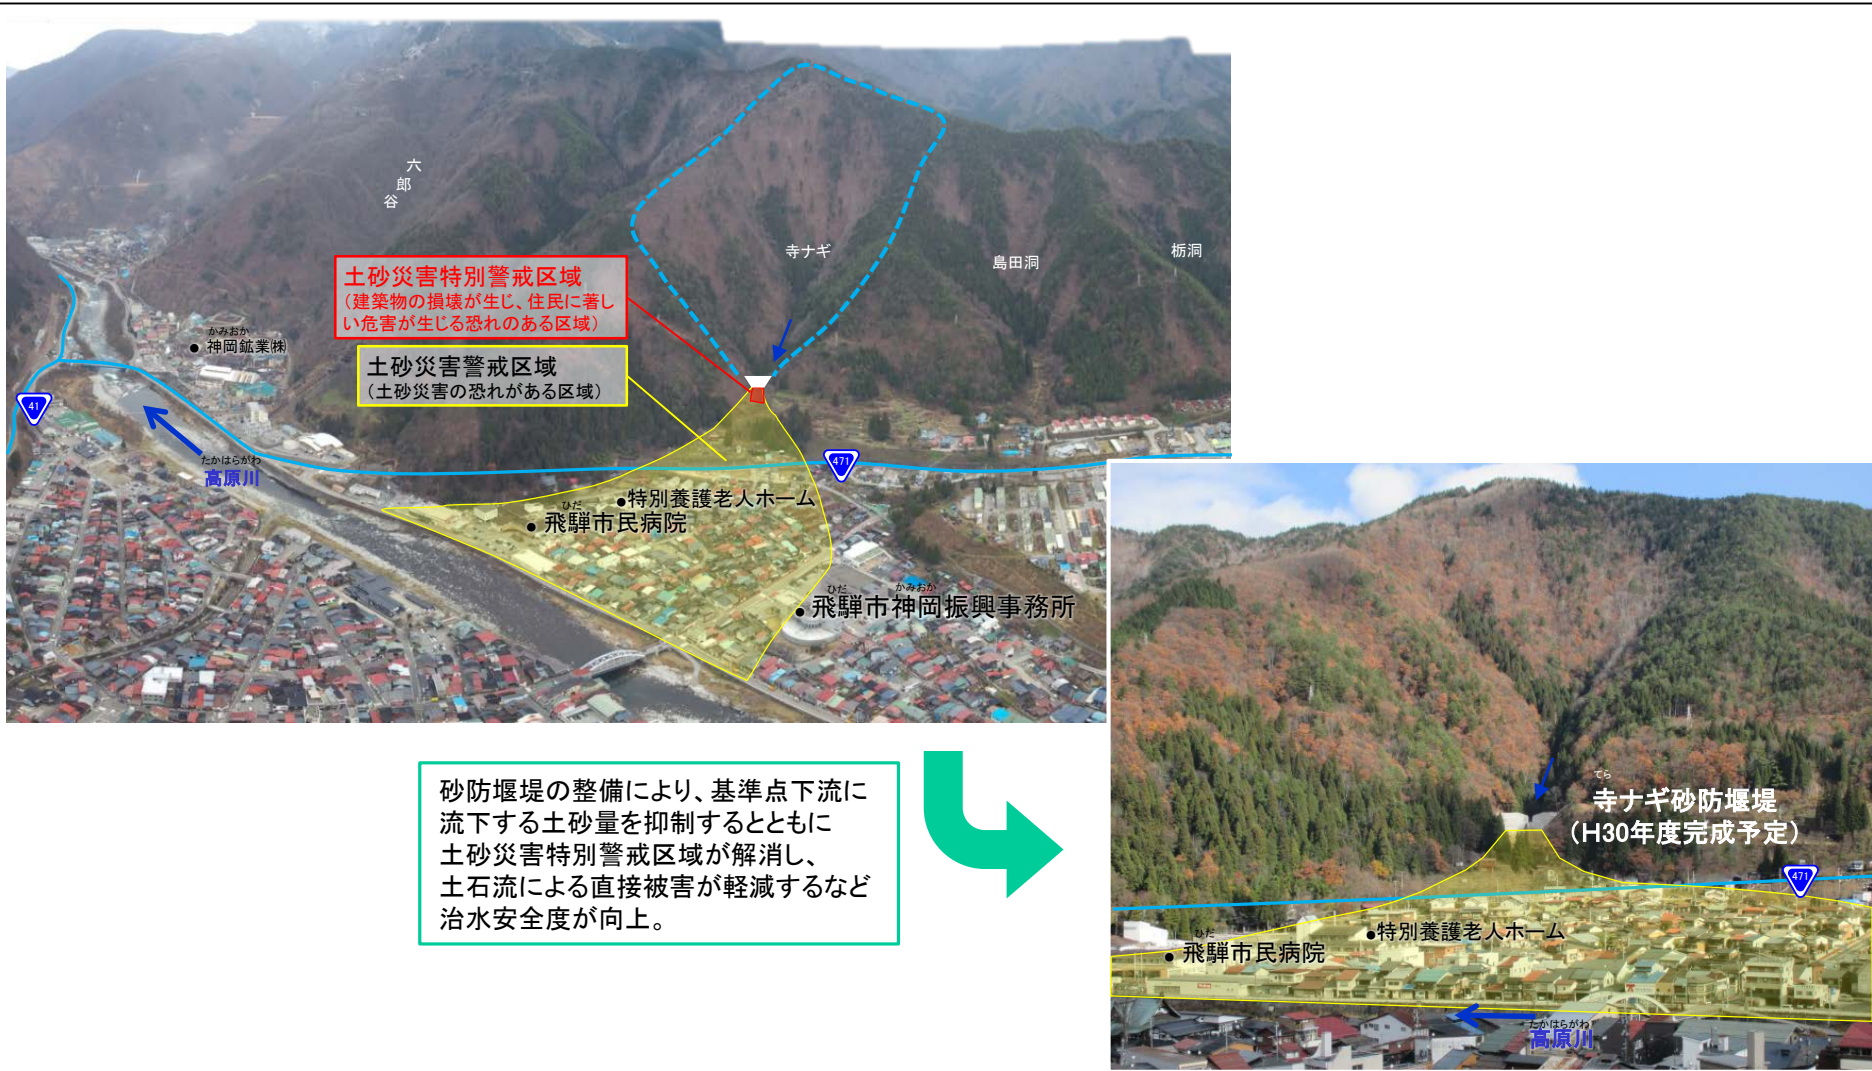 六
郎
谷
寺ナギ
島田洞
栃洞
土砂災害特別警戒区域
（建築物の損壊が生じ、住民に著し
い危害が生じる恐れのある区域）
かみおか
神岡鉱業㈱
土砂災害警戒区域
（土砂災害の恐れがある区域）
41
たかはらがわ
高原川
471
特別養護老人ホーム
ひだ
飛騨市民病院
ひだ かみおか
飛騨市神岡振興事務所
砂防堰堤の整備により、基準点下流に
流下する土砂量を抑制するとともに
土砂災害特別警戒区域が解消し、
土石流による直接被害が軽減するなど
治水安全度が向上。
てら
寺ナギ砂防堰堤
（H30年度完成予定）
471
特別養護老人ホーム
ひだ
飛騨市民病院
たかはらがわ
高原川